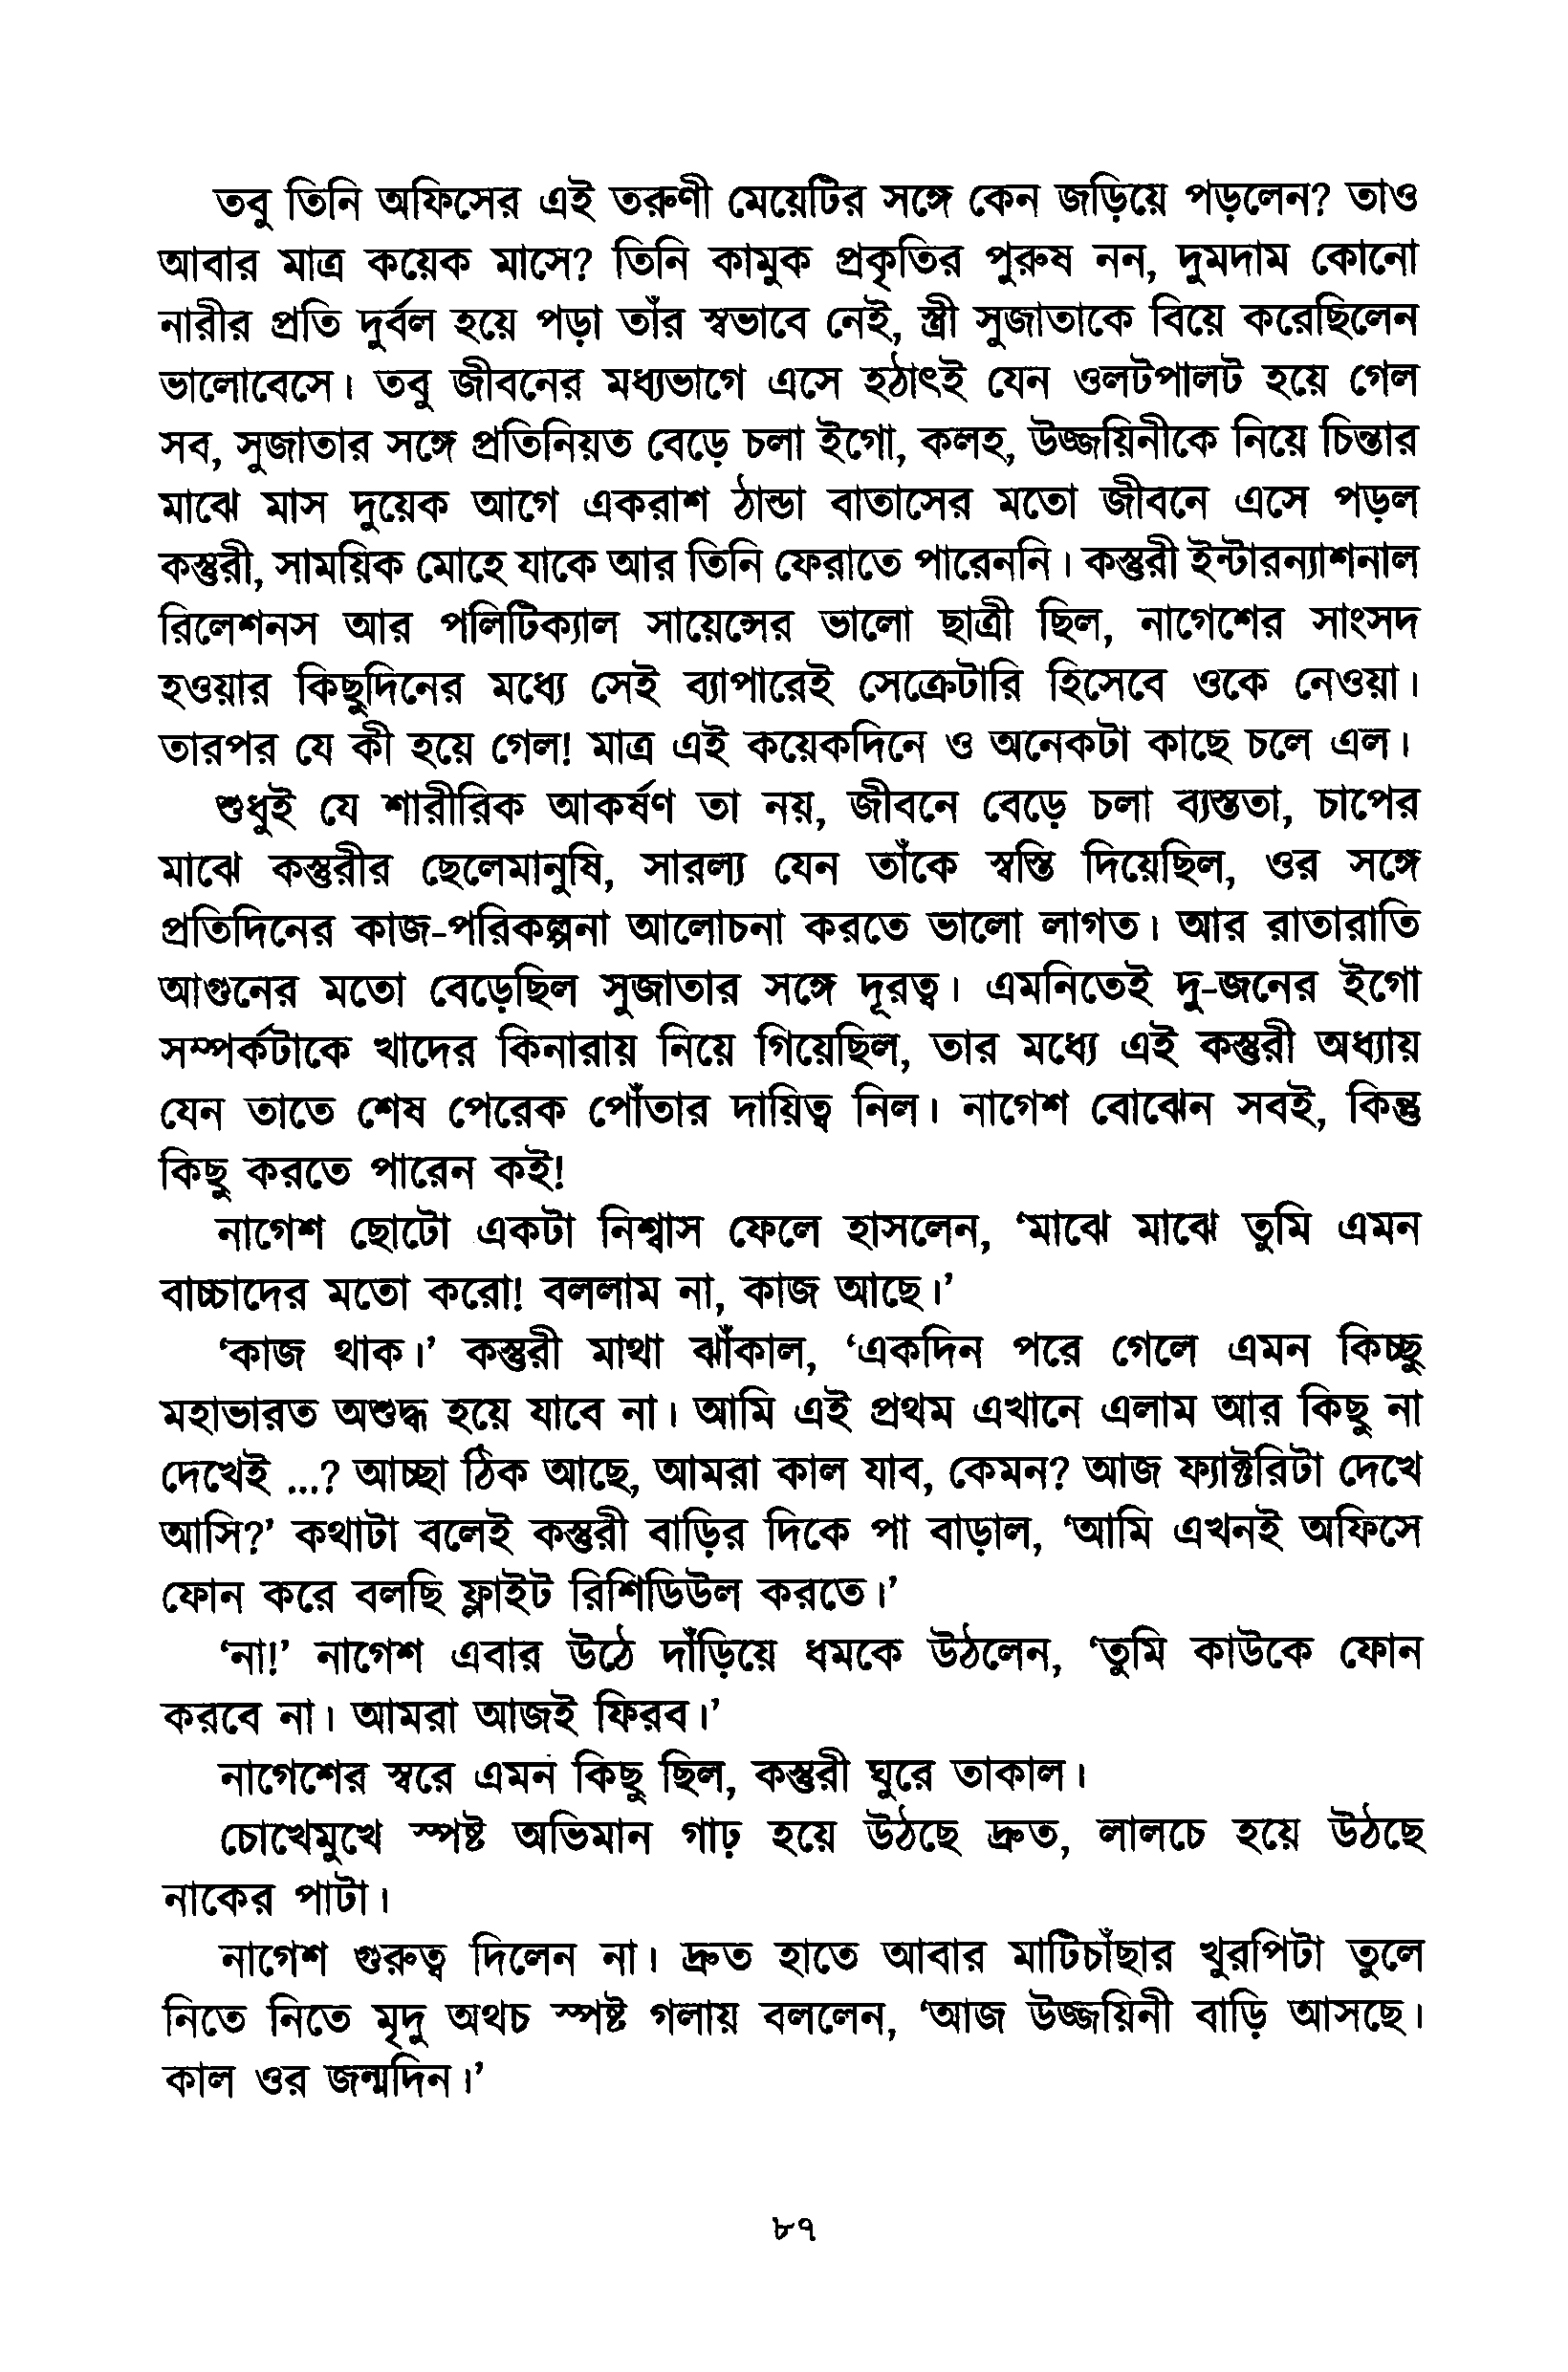 তবু তিনি অফিসের এই তরুণী মেয়েটির সঙ্গে কেন জড়িয়ে পড়লেন? তাও
আবার মাত্র কয়েক মাসে? তিনি কামুক প্রকৃতির পুরুষ নন, দুমদাম কোনো
নারীর প্রতি দুর্বল হয়ে পড়া তাঁর স্বভাবে নেই, স্ত্রী সুজাতাকে বিয়ে করেছিলেন
ভালোবেসে। তবু জীবনের মধ্যভাগে এসে হঠাৎই যেন ওলটপালট হয়ে গেল
সব, সুজাতার সঙ্গে প্রতিনিয়ত বেড়ে চলা ইগো, কলহ, উজ্জয়িনীকে নিয়ে চিন্তার
মাঝে মাস দুয়েক আগে একরাশ ঠান্ডা বাতাসের মতো জীবনে এসে পড়ল
কস্তুরী, সাময়িক মোহে যাকে আর তিনি ফেরাতে পারেননি। কস্তুরী ইন্টারন্যাশনাল
রিলেশনস আর পলিটিক্যাল সায়েন্সের ভালো ছাত্রী ছিল, নাগেশের সাংসদ
হওয়ার কিছুদিনের মধ্যে সেই ব্যাপারেই সেক্রেটারি হিসেবে ওকে নেওয়া।
তারপর যে কী হয়ে গেল! মাত্র এই কয়েকদিনে ও অনেকটা কাছে চলে এল।
শুধুই যে শারীরিক আকর্ষণ তা নয়, জীবনে বেড়ে চলা ব্যস্ততা, চাপের
মাঝে কস্তুরীর ছেলেমানুষি, সারল্য যেন তাঁকে স্বস্তি দিয়েছিল, ওর সঙ্গে
প্রতিদিনের কাজ-পরিকল্পনা আলোচনা করতে ভালো লাগত। আর রাতারাতি
আগুনের মতো বেড়েছিল সুজাতার সঙ্গে দূরত্ব। এমনিতেই দু-জনের ইগো
সম্পর্কটাকে খাদের কিনারায় নিয়ে গিয়েছিল, তার মধ্যে এই কস্তুরী অধ্যায়
যেন তাতে শেষ পেরেক পোঁতার দায়িত্ব নিল। নাগেশ বোঝেন সবই, কিন্তু
কিছু করতে পারেন কই!
নাগেশ ছোটো একটা নিশ্বাস ফেলে হাসলেন, ‘মাঝে মাঝে তুমি এমন
বাচ্চাদের মতো করো! বললাম না, কাজ আছে।’
‘কাজ থাক।’ কস্তুরী মাথা ঝাঁকাল, ‘একদিন পরে গেলে এমন কিচ্ছু
মহাভারত অশুদ্ধ হয়ে যাবে না। আমি এই প্রথম এখানে এলাম আর কিছু না
দেখেই ...? আচ্ছা ঠিক আছে, আমরা কাল যাব, কেমন? আজ ফ্যাক্টরিটা দেখে
আসি?’ কথাটা বলেই কস্তুরী বাড়ির দিকে পা বাড়াল, ‘আমি এখনই অফিসে
ফোন করে বলছি ফ্লাইট রিশিডিউল করতে।’
‘না!’ নাগেশ এবার উঠে দাঁড়িয়ে ধমকে উঠলেন, ‘তুমি কাউকে ফোন
করবে না। আমরা আজই ফিরব।’
নাগেশের স্বরে এমন কিছু ছিল, কস্তুরী ঘুরে তাকাল।
চোখেমুখে স্পষ্ট অভিমান গাঢ় হয়ে উঠছে দ্রুত, লালচে হয়ে উঠছে
নাকের পাটা।
নাগেশ গুরুত্ব দিলেন না। দ্রুত হাতে আবার মাটিচাঁছার খুরপিটা তুলে
নিতে নিতে মৃদু অথচ স্পষ্ট গলায় বললেন, ‘আজ উজ্জয়িনী বাড়ি আসছে।
কাল ওর জন্মদিন।’
৮৭